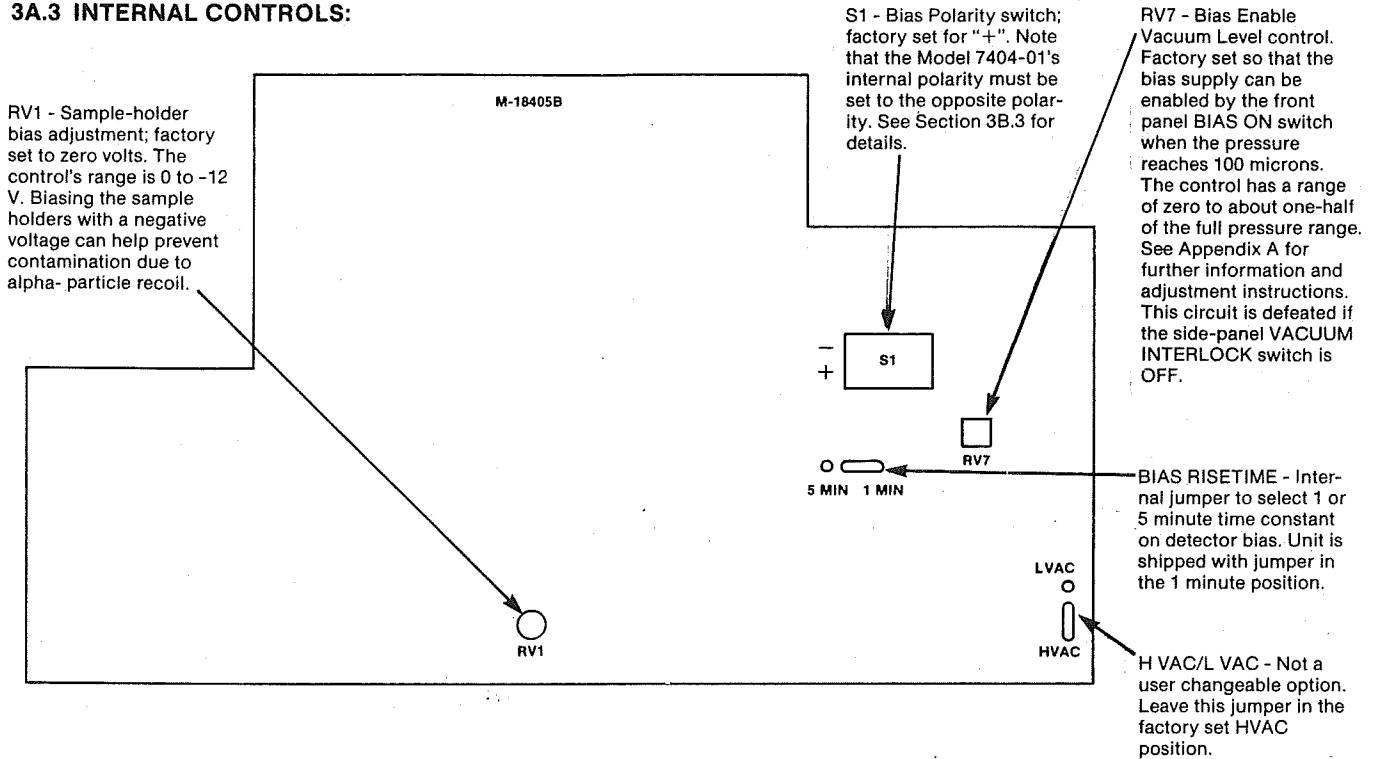 3A.3 INTERNAL CONTROLS:
RV1 - Sample-holder
bias adjustment; factory
set to zero volts. The
control's range is 0 to -12
V. Biasing the sample
holders with a negative
voltage can help prevent
contamination due to
alpha- particle recoil.
M-18405B
S1 - Bias Polarity switch;
factory set for "+". Note
that the Model 7404-01's
internal polarity must be
set to the opposite polar-
ity. See Section 3B.3 for
details.
RV7 - Bias Enable
Vacuum Level control.
Factory set so that the
bias supply can be
enabled by the front
panel BIAS ON switch
when the pressure
reaches 100 microns.
The control has a range
of zero to about one-half
of the full pressure range.
See Appendix A for
further information and
adjustment instructions.
This circuit is defeated if
the side-panel VACUUM
INTERLOCK switch is
OFF.
−
+
S1
RV7
5 MIN 1 MIN
BIAS RISETIME - Inter-
nal jumper to select 1 or
5 minute time constant
on detector bias. Unit is
shipped with jumper in
the 1 minute position.
LVAC
HVAC
RV1
H VAC/L VAC - Not a
user changeable option.
Leave this jumper in the
factory set HVAC
position.